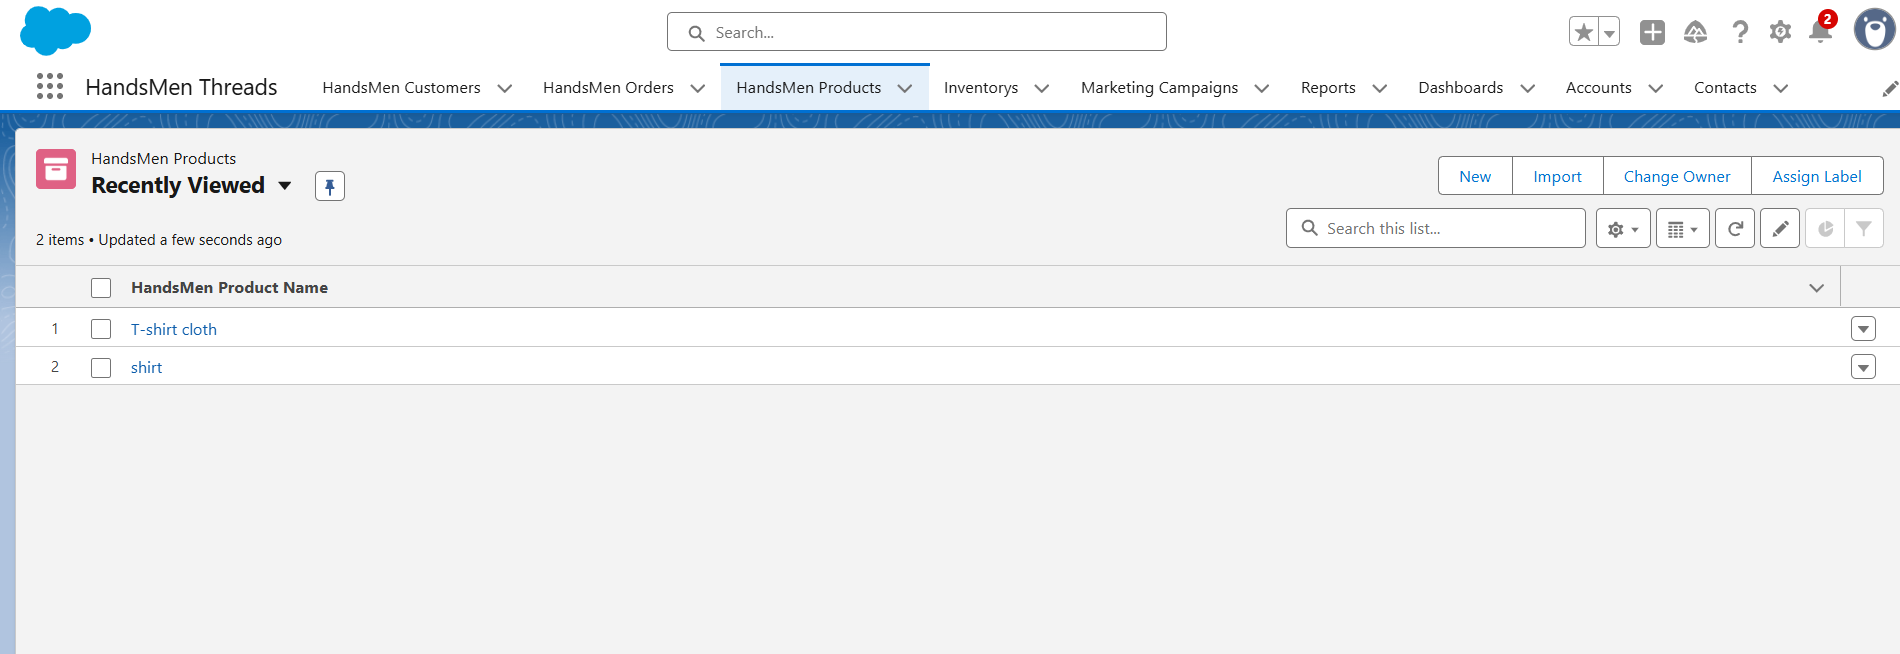 Search...
2
HandsMen Threads HandsMen Customers HandsMen Orders HandsMen Products Inventorys Marketing Campaigns Reports Dashboards Accounts Contacts
HandsMen Products
Recently Viewed
New Import Change Owner Assign Label
2 items • Updated a few seconds ago
Search this list...
HandsMen Product Name
1 T-shirt cloth
2 shirt